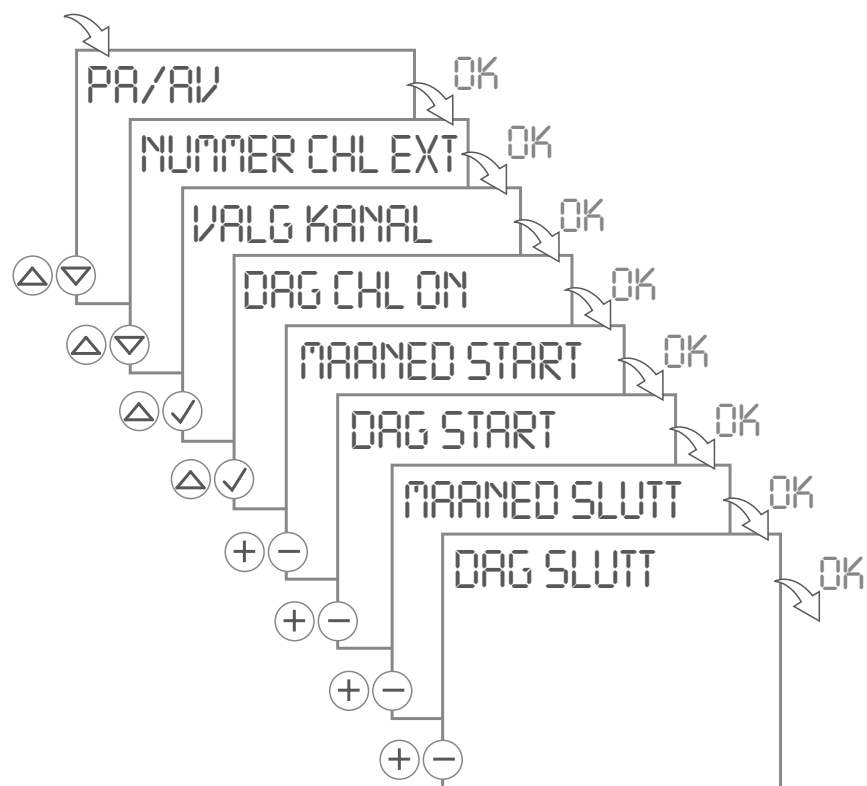 PA/AV
OK
NUMMER CHL EXT
OK
VALG KANAL
OK
DAG CHL ON
OK
MAANED START
OK
DAG START
OK
MAANED SLUTT
OK
DAG SLUTT
OK